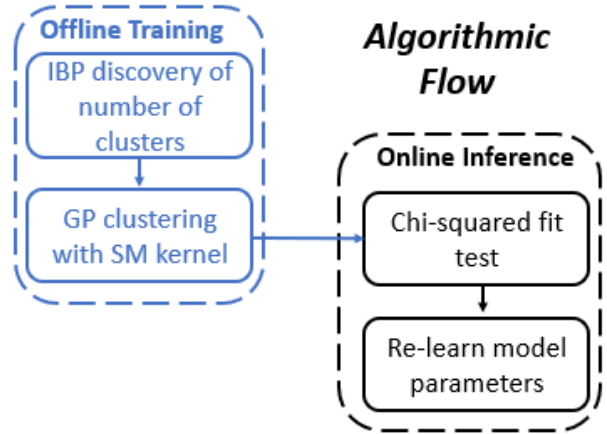 Offline Training
IBP discovery of
number of
clusters
GP clustering
with SM kernel
Algorithmic
Flow
Online Inference
Chi-squared fit
test
Re-learn model
parameters